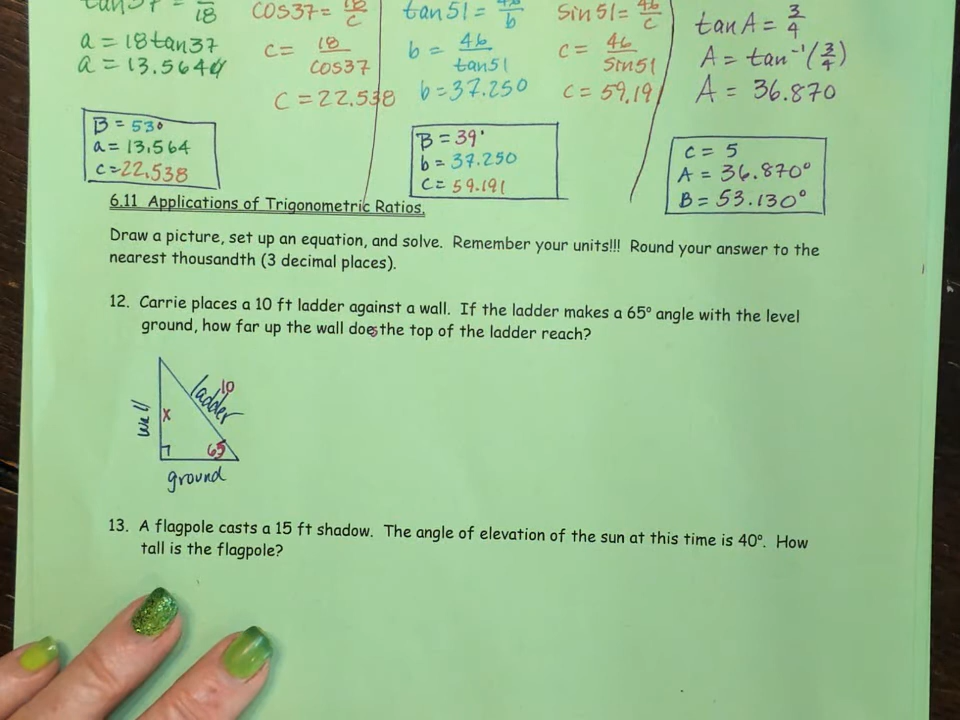 tan37 = /18
cos37 = 18/c
tan51 = 46/b
sin51 = 46/c
tan A = 3/4
a = 18tan37
c = 18/cos37
b = 46/tan51
c = 46/sin51
A = tan⁻¹(3/4)
a = 13.564
c = 22.538
b = 37.250
c = 59.191
A = 36.870
B = 53°
a = 13.564
c = 22.538
B = 39°
b = 37.250
c = 59.191
c = 5
A = 36.870°
B = 53.130°
6.11 Applications of Trigonometric Ratios.
Draw a picture, set up an equation, and solve. Remember your units!!! Round your answer to the
nearest thousandth (3 decimal places).
12. Carrie places a 10 ft ladder against a wall. If the ladder makes a 65° angle with the level
ground, how far up the wall does the top of the ladder reach?
10
ladder
wall
x
65
ground
13. A flagpole casts a 15 ft shadow. The angle of elevation of the sun at this time is 40°. How
tall is the flagpole?